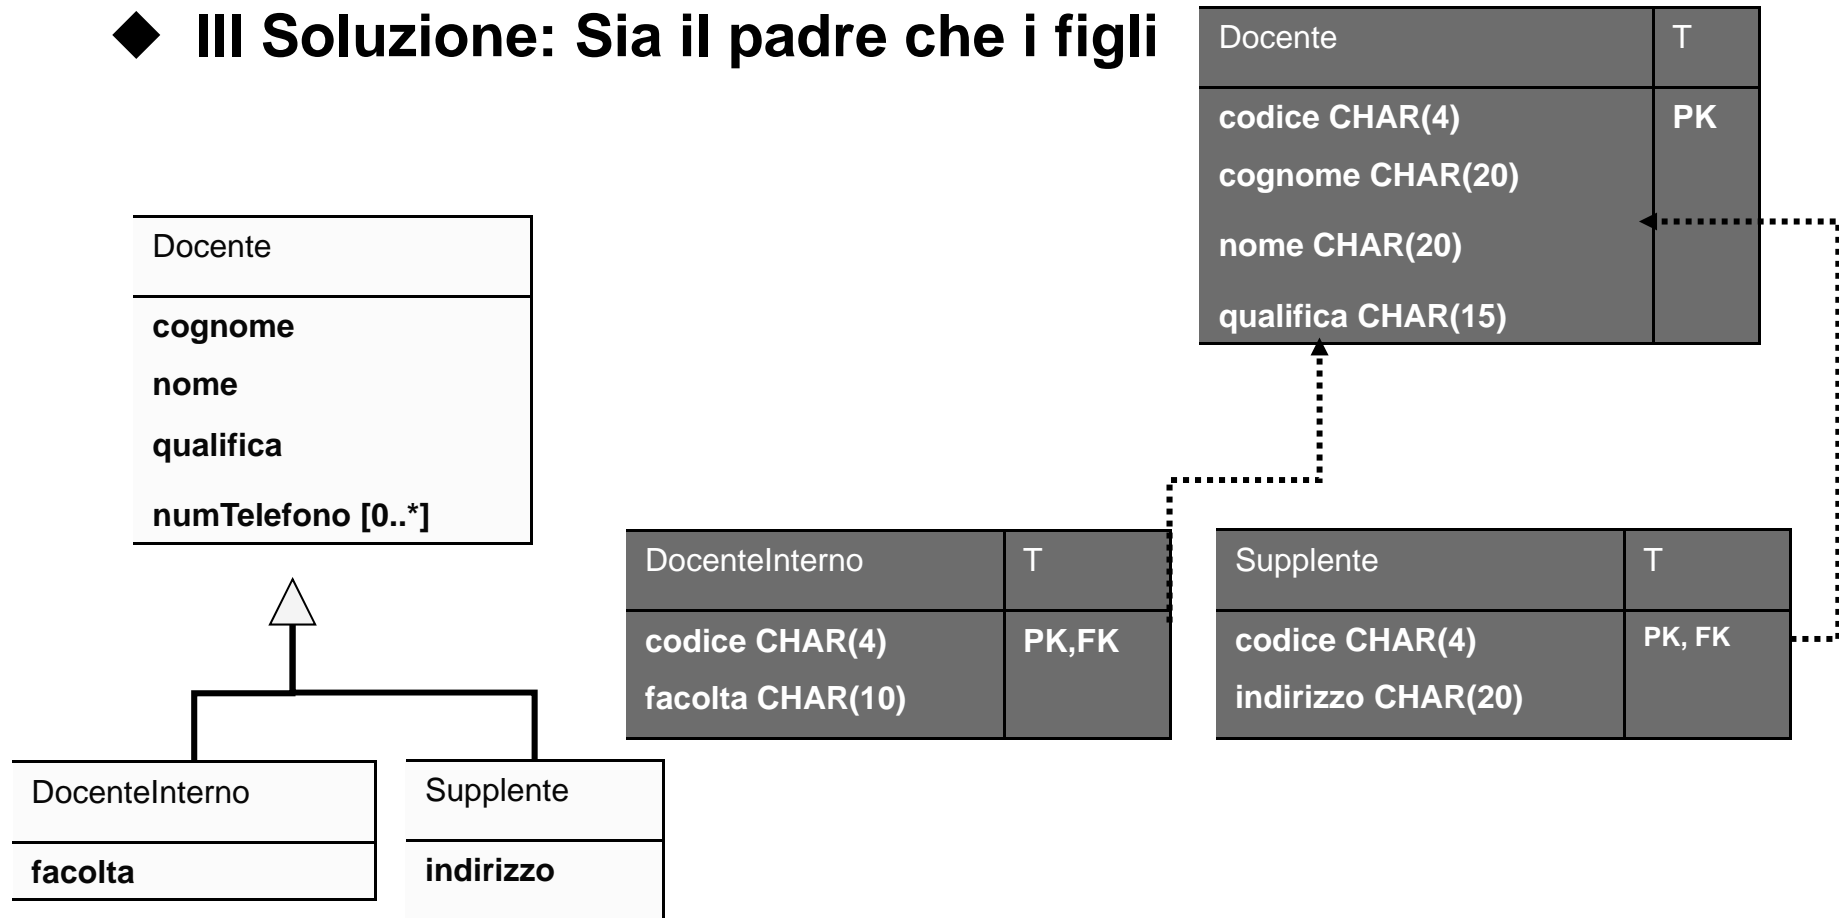 ◆ III Soluzione: Sia il padre che i figli
Docente T
codice CHAR(4) PK
cognome CHAR(20)
nome CHAR(20)
qualifica CHAR(15)
Docente
cognome
nome
qualifica
numTelefono [0..*]
DocenteInterno T
codice CHAR(4) PK,FK
facolta CHAR(10)
Supplente T
codice CHAR(4) PK, FK
indirizzo CHAR(20)
DocenteInterno
facolta
Supplente
indirizzo